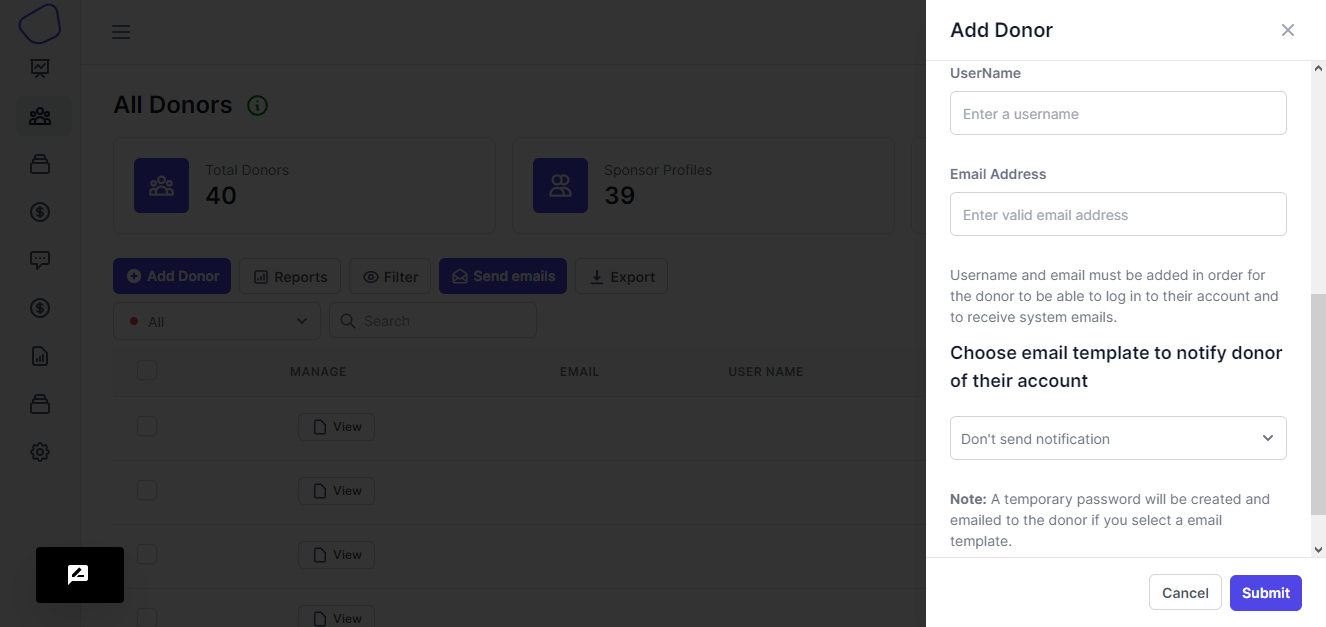 Add Donor
UserName
Enter a username
Email Address
Enter valid email address
Username and email must be added in order for
the donor to be able to log in to their account and
to receive system emails.
Choose email template to notify donor
of their account
Don't send notification
Note: A temporary password will be created and
emailed to the donor if you select a email
template.
Cancel Submit
All Donors
Total Donors
40
Sponsor Profiles
39
Add Donor Reports Filter Send emails Export
All Search
MANAGE EMAIL USER NAME
View
View
View
View